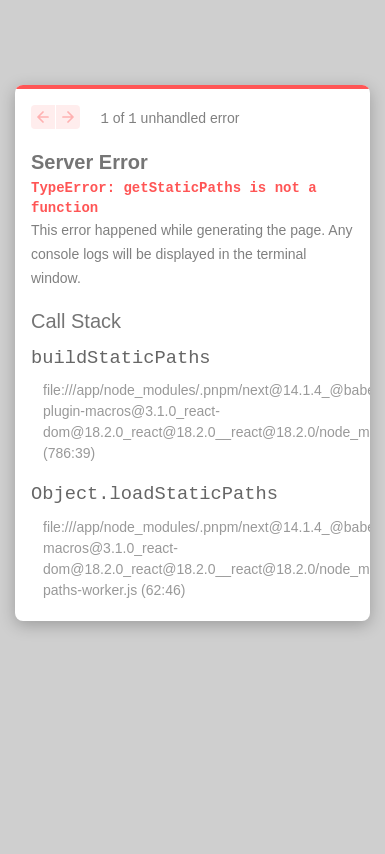 1 of 1 unhandled error
Server Error
TypeError: getStaticPaths is not a
function
This error happened while generating the page. Any
console logs will be displayed in the terminal
window.
Call Stack
buildStaticPaths
file:///app/node_modules/.pnpm/next@14.1.4_@babe
plugin-macros@3.1.0_react-
dom@18.2.0_react@18.2.0__react@18.2.0/node_m
(786:39)
Object.loadStaticPaths
file:///app/node_modules/.pnpm/next@14.1.4_@babe
macros@3.1.0_react-
dom@18.2.0_react@18.2.0__react@18.2.0/node_m
paths-worker.js (62:46)